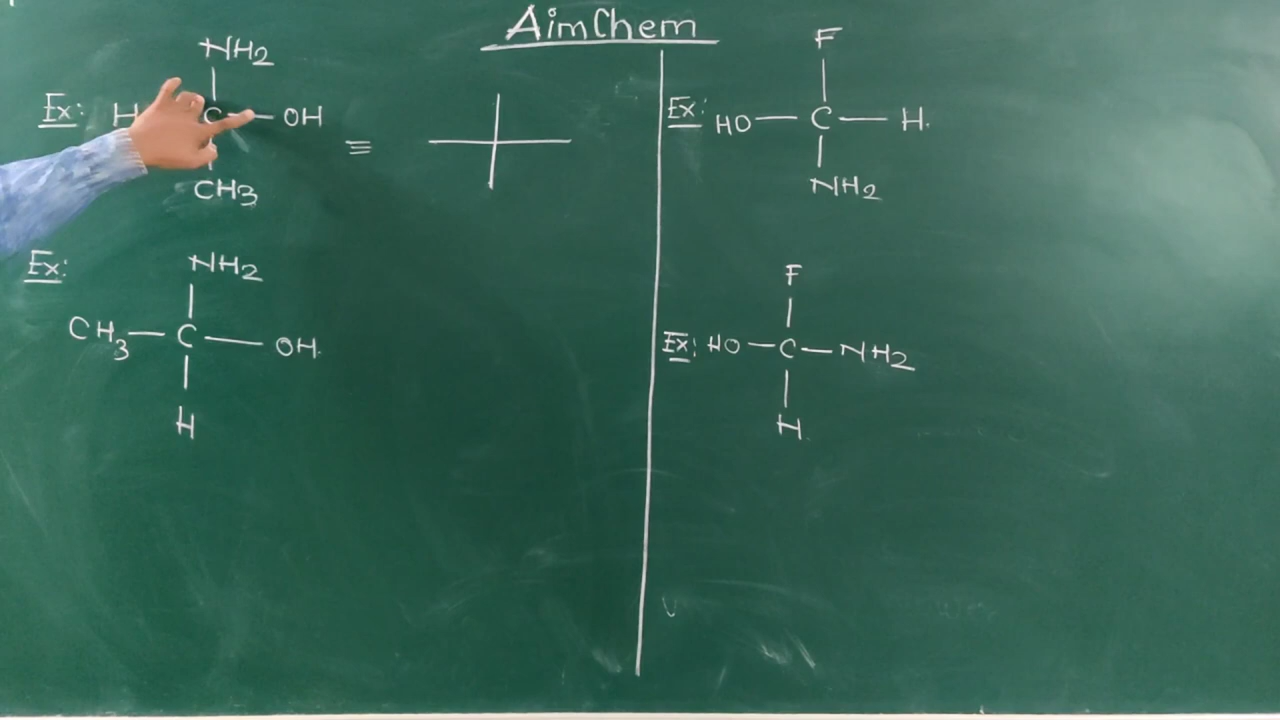 AimChem
NH2
Ex: H C — OH
CH3
≡
Ex:
NH2
CH3 — C — OH.
H
F
Ex: HO — C — H.
NH2
F
Ex: HO — C — NH2
H.